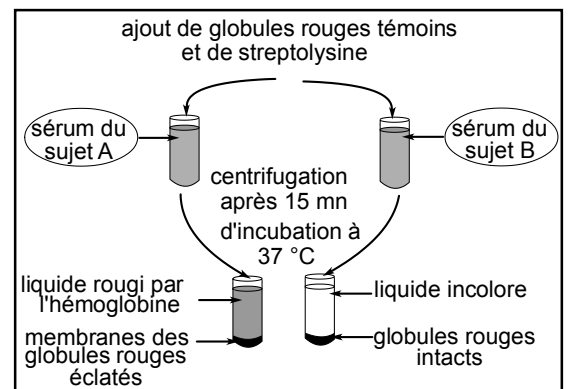 ajout de globules rouges témoins
et de streptolysine
sérum du
sujet A
sérum du
sujet B
centrifugation
après 15 mn
d'incubation à
37 °C
liquide rougi par
l'hémoglobine
membranes des
globules rouges
éclatés
liquide incolore
globules rouges
intacts